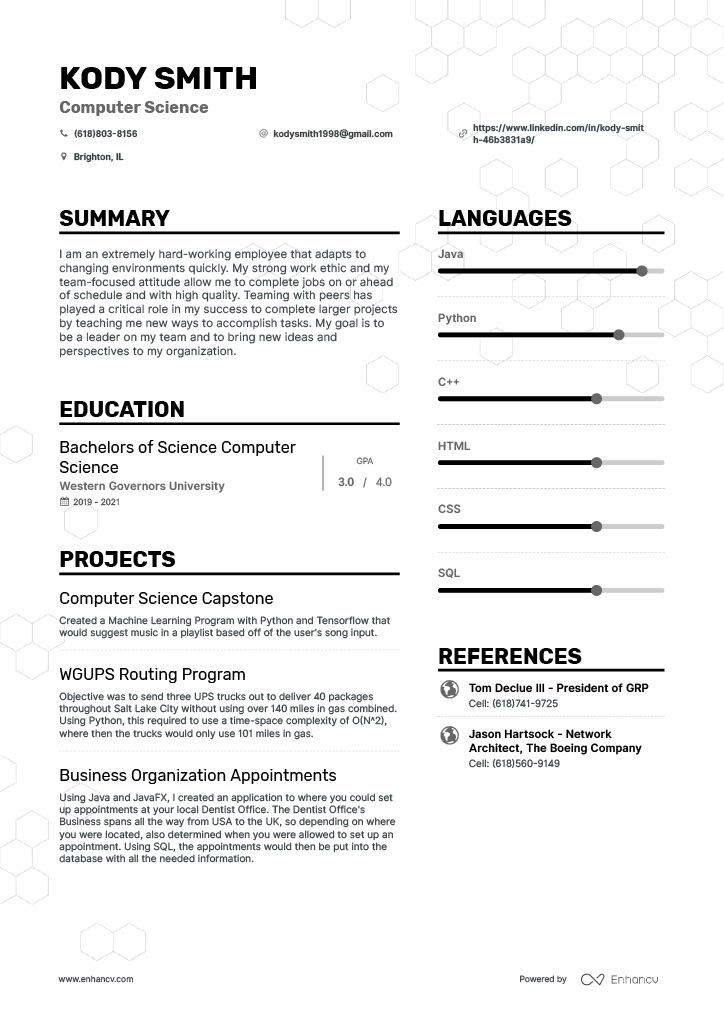 KODY SMITH
Computer Science
(618)803-8156
kodysmith1998@gmail.com
https://www.linkedin.com/in/kody-smit
h-46b3831a9/
Brighton, IL
SUMMARY
I am an extremely hard-working employee that adapts to
changing environments quickly. My strong work ethic and my
team-focused attitude allow me to complete jobs on or ahead
of schedule and with high quality. Teaming with peers has
played a critical role in my success to complete larger projects
by teaching me new ways to accomplish tasks. My goal is to
be a leader on my team and to bring new ideas and
perspectives to my organization.
EDUCATION
Bachelors of Science Computer
Science
Western Governors University
2019 - 2021
GPA
3.0 / 4.0
PROJECTS
Computer Science Capstone
Created a Machine Learning Program with Python and Tensorflow that
would suggest music in a playlist based off of the user's song input.
WGUPS Routing Program
Objective was to send three UPS trucks out to deliver 40 packages
throughout Salt Lake City without using over 140 miles in gas combined.
Using Python, this required to use a time-space complexity of O(N^2),
where then the trucks would only use 101 miles in gas.
Business Organization Appointments
Using Java and JavaFX, I created an application to where you could set
up appointments at your local Dentist Office. The Dentist Office's
Business spans all the way from USA to the UK, so depending on where
you were located, also determined when you were allowed to set up an
appointment. Using SQL, the appointments would then be put into the
database with all the needed information.
LANGUAGES
Java
Python
C++
HTML
CSS
SQL
REFERENCES
Tom Declue III - President of GRP
Cell: (618)741-9725
Jason Hartsock - Network
Architect, The Boeing Company
Cell: (618)560-9149
www.enhancv.com
Powered by Enhancv